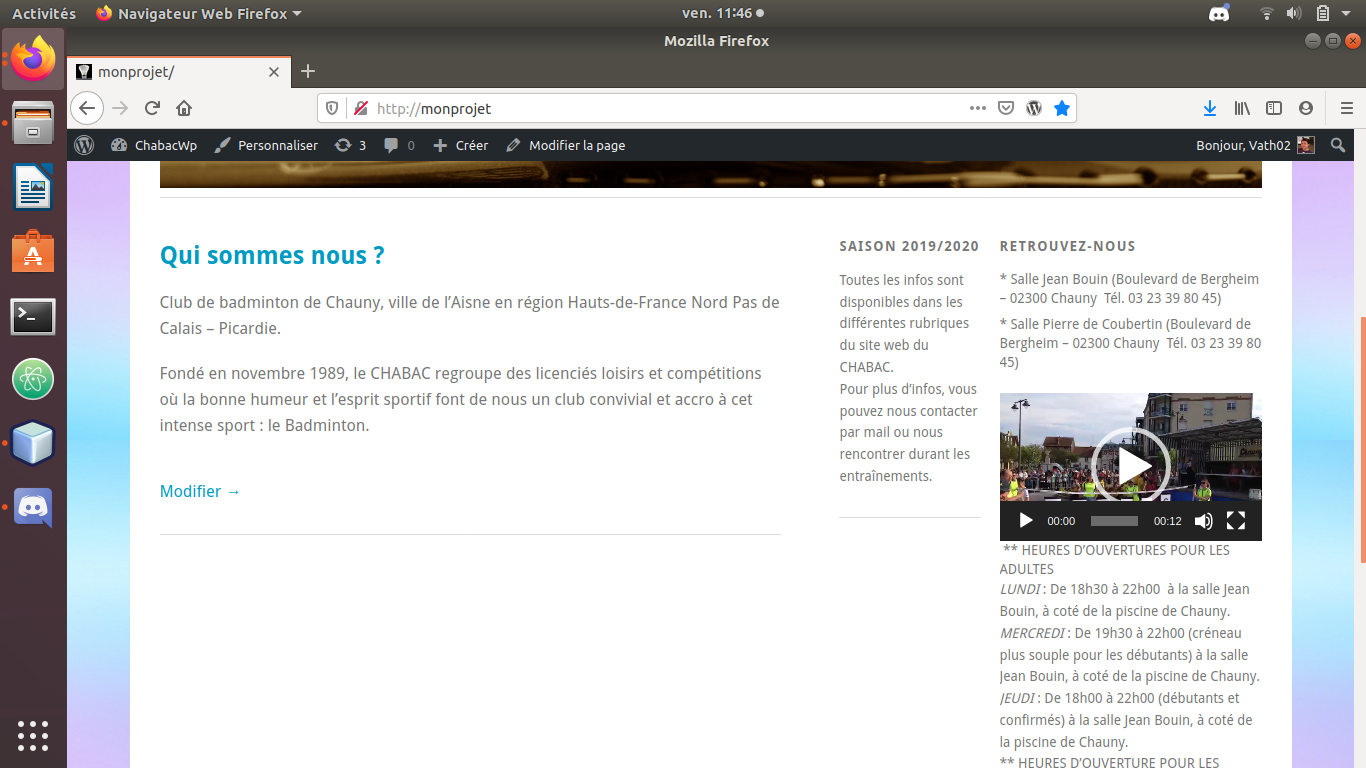 Activités
Navigateur Web Firefox
ven. 11:46
Mozilla Firefox
monprojet/
http://monprojet
ChabacWp
Personnaliser
3
0
Créer
Modifier la page
Bonjour, Vath02
Qui sommes nous ?
Club de badminton de Chauny, ville de l’Aisne en région Hauts-de-France Nord Pas de
Calais – Picardie.
Fondé en novembre 1989, le CHABAC regroupe des licenciés loisirs et compétitions
où la bonne humeur et l’esprit sportif font de nous un club convivial et accro à cet
intense sport : le Badminton.
Modifier →
SAISON 2019/2020
Toutes les infos sont
disponibles dans les
différentes rubriques
du site web du
CHABAC.
Pour plus d’infos, vous
pouvez nous contacter
par mail ou nous
rencontrer durant les
entraînements.
RETROUVEZ-NOUS
* Salle Jean Bouin (Boulevard de Bergheim
– 02300 Chauny  Tél. 03 23 39 80 45)
* Salle Pierre de Coubertin (Boulevard de
Bergheim – 02300 Chauny  Tél. 03 23 39 80
45)
00:00
00:12
** HEURES D’OUVERTURES POUR LES
ADULTES
LUNDI : De 18h30 à 22h00  à la salle Jean
Bouin, à coté de la piscine de Chauny.
MERCREDI : De 19h30 à 22h00 (créneau
plus souple pour les débutants) à la salle
Jean Bouin, à coté de la piscine de Chauny.
JEUDI : De 18h00 à 22h00 (débutants et
confirmés) à la salle Jean Bouin, à coté de
la piscine de Chauny.
** HEURES D’OUVERTURE POUR LES